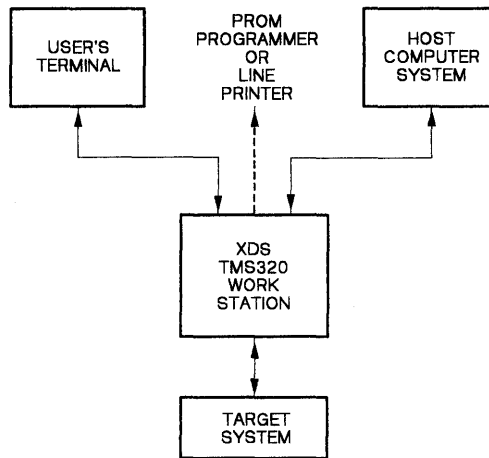 USER'S
TERMINAL
PROM
PROGRAMMER
OR
LINE
PRINTER
HOST
COMPUTER
SYSTEM
XDS
TMS320
WORK
STATION
TARGET
SYSTEM